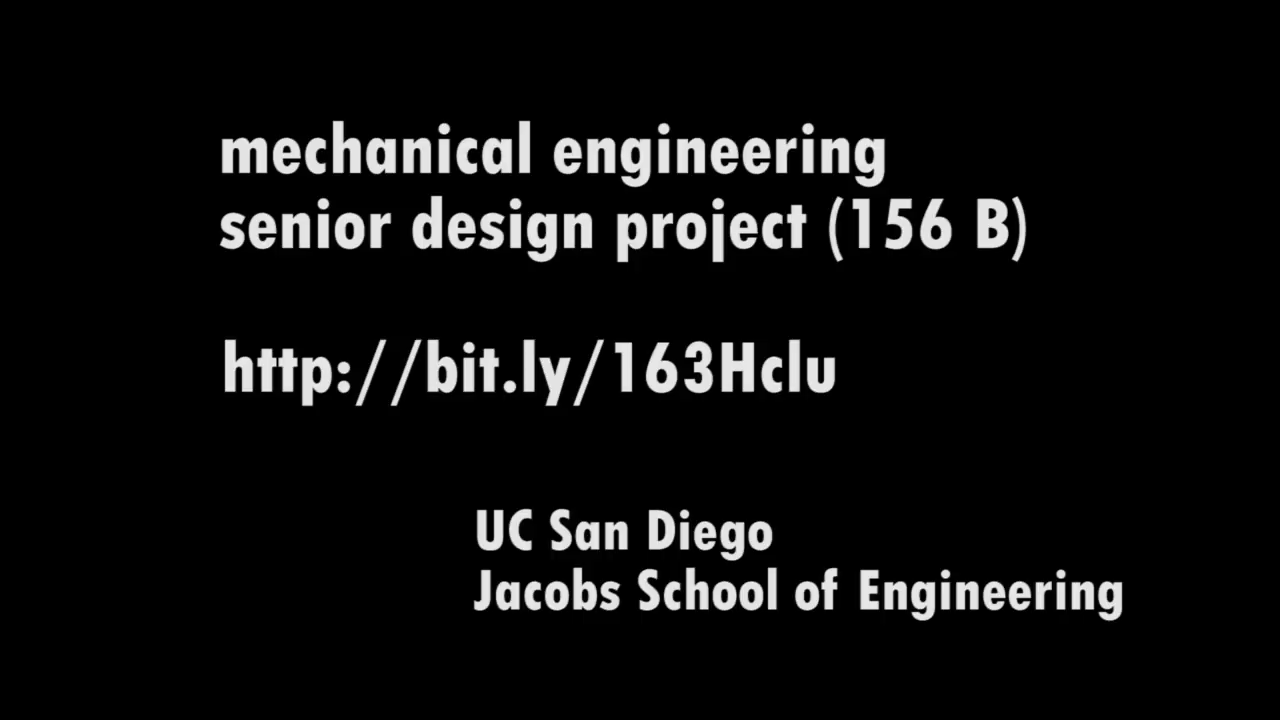 mechanical engineering
senior design project (156 B)
http://bit.ly/163Hclu
UC San Diego
Jacobs School of Engineering